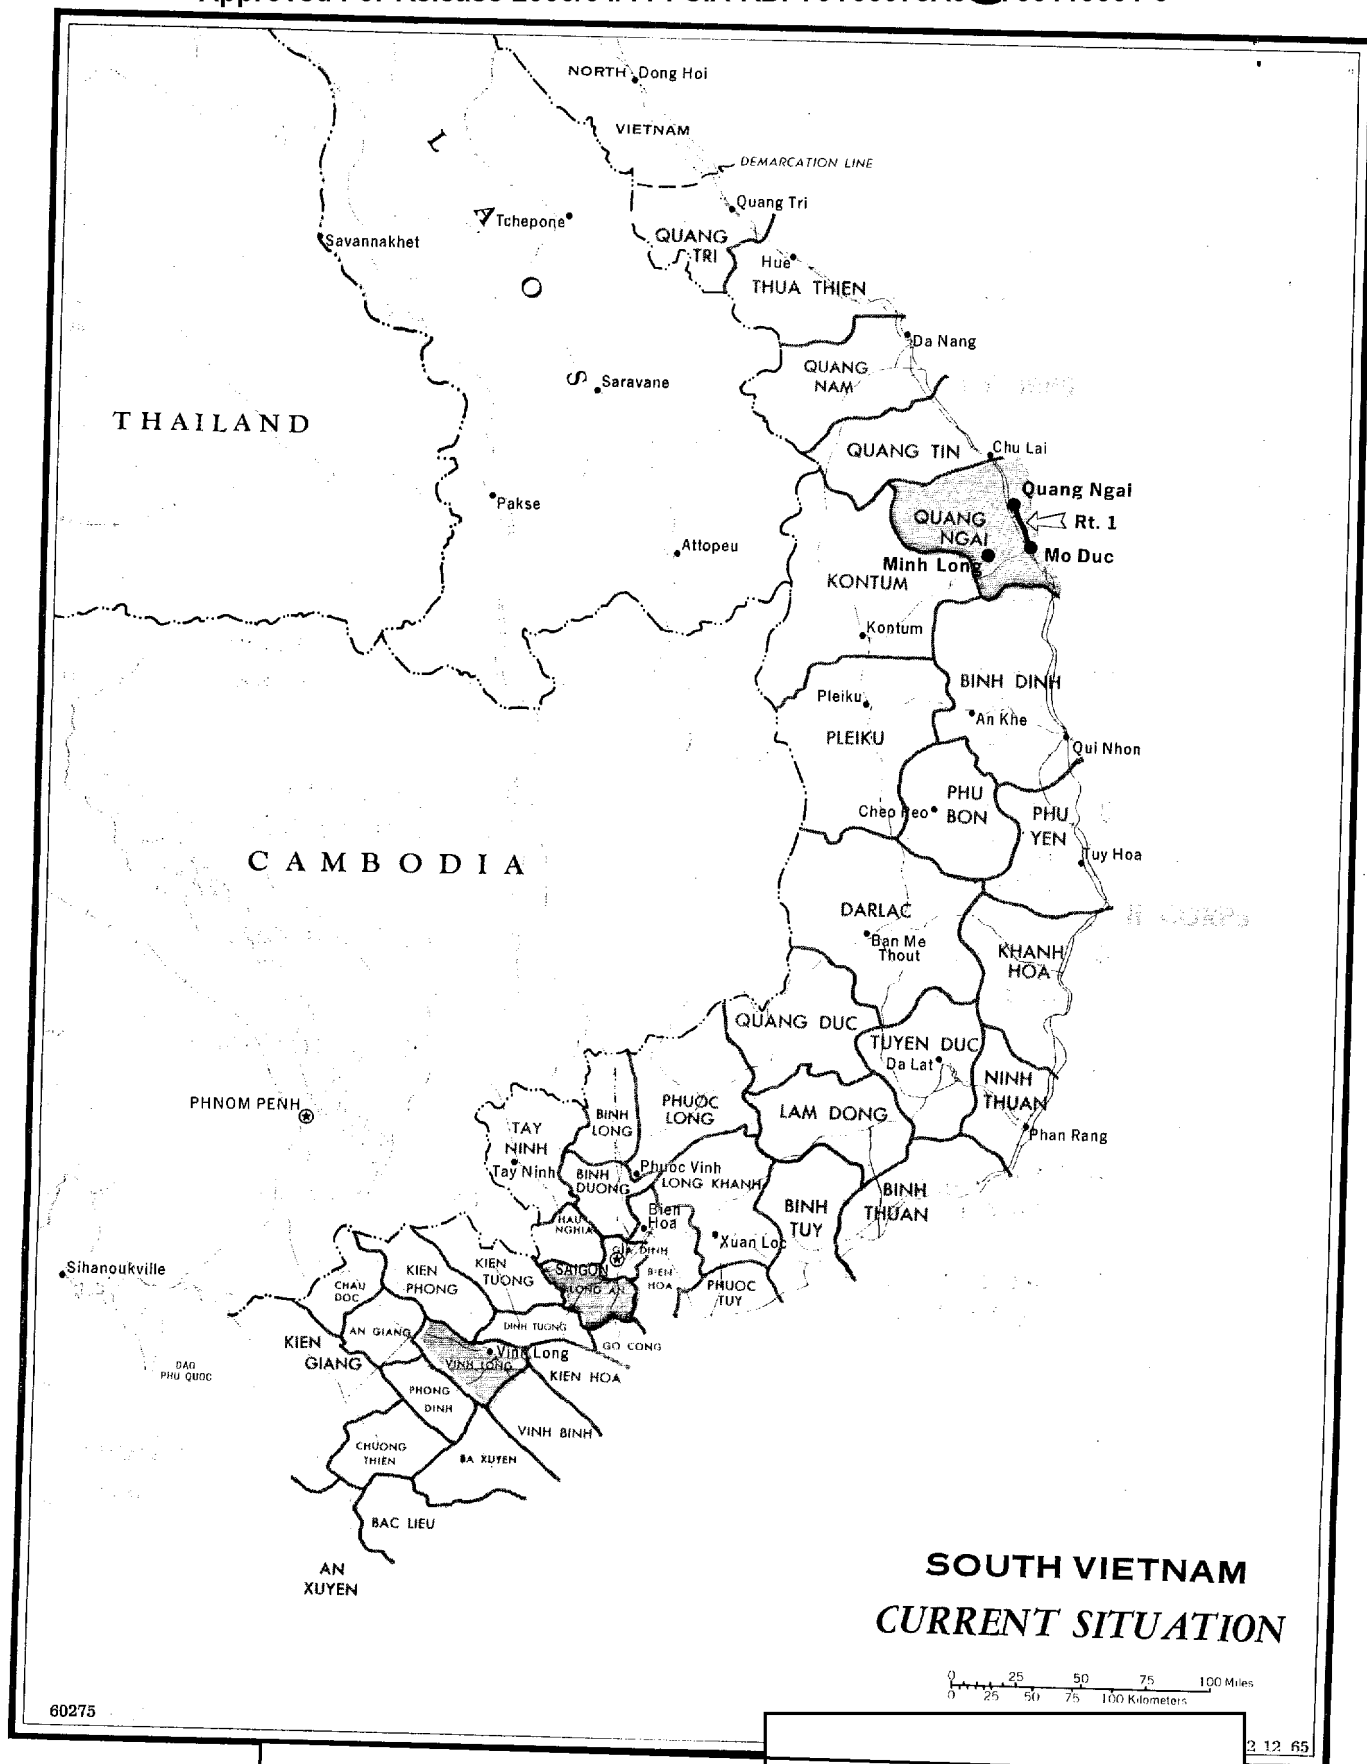 NORTH
Dong Hoi
VIETNAM
DEMARCATION LINE
L
A
O
S
Tchepone
Quang Tri
Savannakhet
QUANG
TRI
Hue
THUA THIEN
Da Nang
QUANG
NAM
Saravane
THAILAND
QUANG TIN
Chu Lai
Quang Ngai
Pakse
QUANG
NGAI
Rt. 1
Attopeu
Minh Long
Mo Duc
KONTUM
Kontum
BINH DINH
Pleiku
An Khe
PLEIKU
Qui Nhon
PHU
BON
Cheo Reo
PHU
YEN
Tuy Hoa
CAMBODIA
DARLAC
II CORPS
Ban Me
Thout
KHANH
HOA
QUANG DUC
TUYEN DUC
Da Lat
NINH
THUAN
PHNOM PENH
BINH
LONG
PHUOC
LONG
LAM DONG
TAY
NINH
Phan Rang
Tay Ninh
BINH
DUONG
Phuoc Vinh
LONG KHANH
BINH
THUAN
BINH
TUY
HAU
NGHIA
Bien
Hoa
Xuan Loc
GIA DINH
SAIGON
Sihanoukville
KIEN
PHONG
KIEN
TUONG
BIEN
HOA
CHAU
DOC
LONG AN
PHUOC
TUY
AN GIANG
DINH TUONG
KIEN
GIANG
GO CONG
Vinh Long
VINH LONG
DAO
PHU QUOC
KIEN HOA
PHONG
DINH
VINH BINH
CHUONG
THIEN
BA XUYEN
BAC LIEU
AN
XUYEN
SOUTH VIETNAM
CURRENT SITUATION
0 25 50 75 100 Miles
0 25 50 75 100 Kilometers
60275
2 12 65